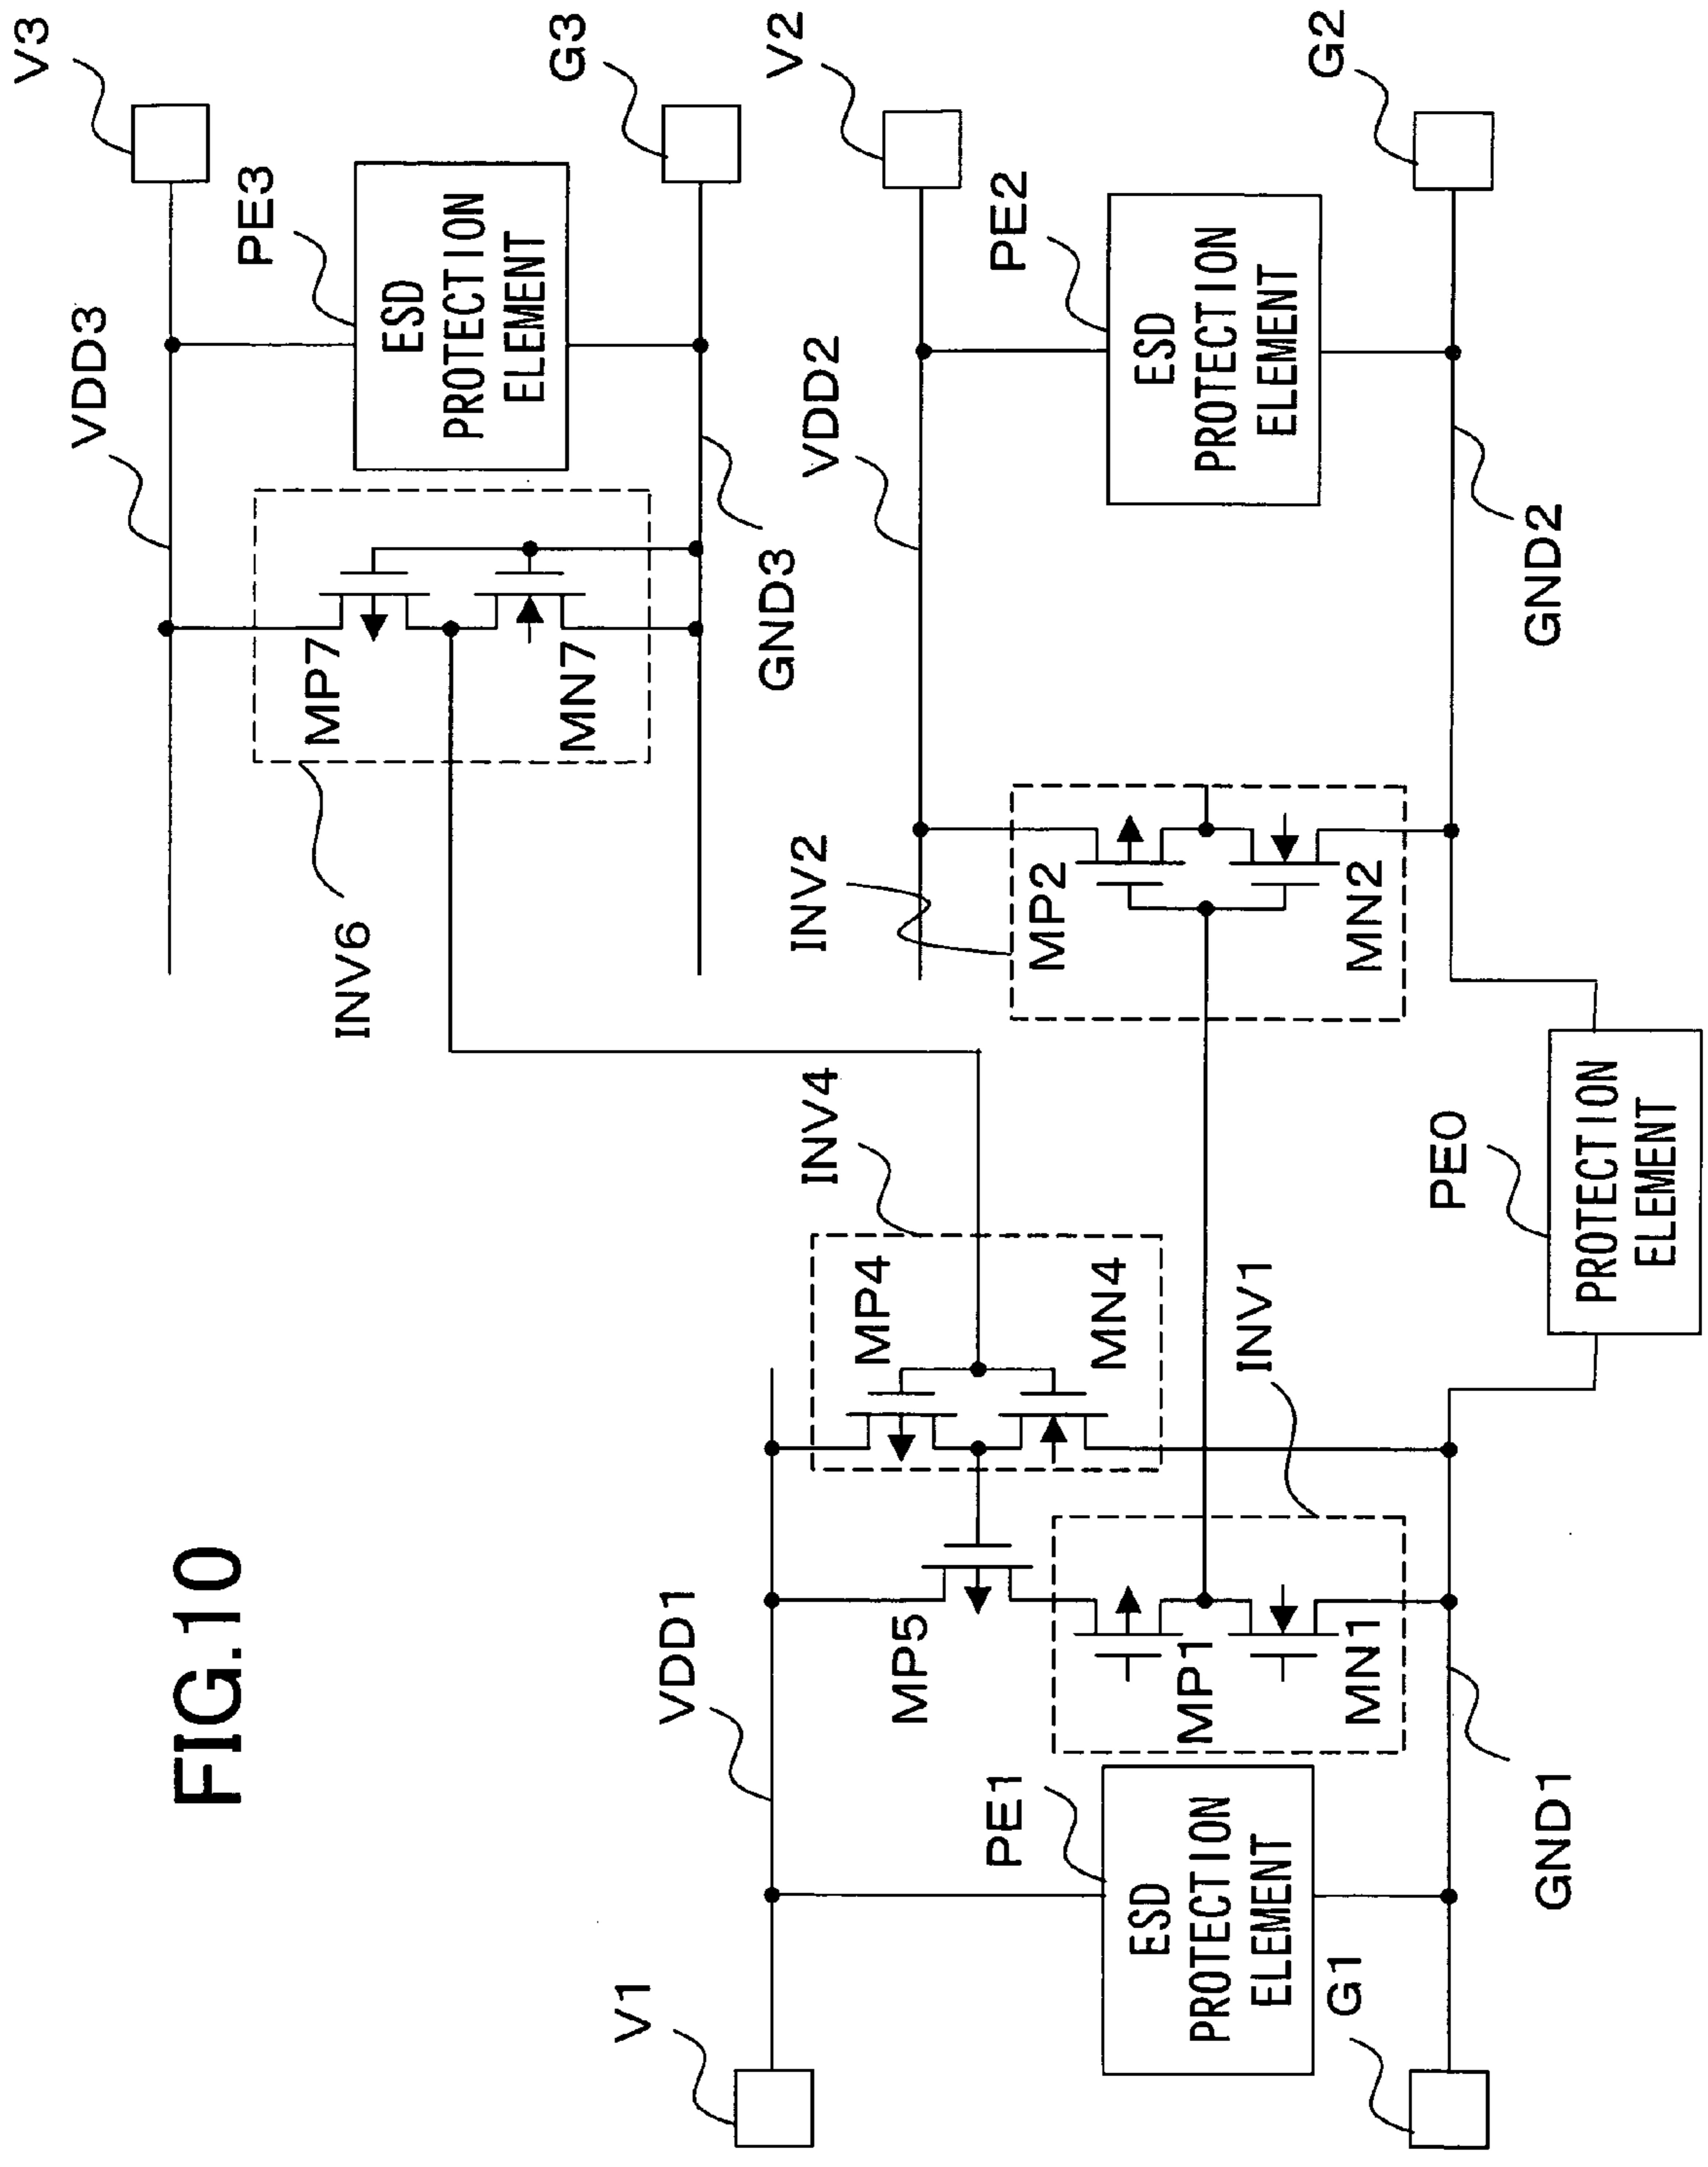 FIG.10
V3
VDD3
PE3
ESD
PROTECTION
ELEMENT
G3
MP7
MN7
GND3
INV6
V2
VDD2
PE2
ESD
PROTECTION
ELEMENT
G2
INV2
MP2
MN2
GND2
INV4
MP4
MN4
PE0
PROTECTION
ELEMENT
INV1
VDD1
MP5
MP1
MN1
V1
PE1
ESD
PROTECTION
ELEMENT
G1
GND1